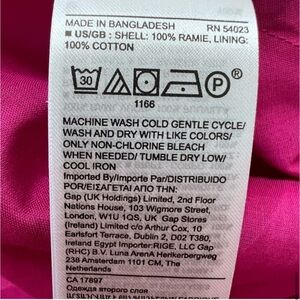 MADE IN BANGLADESH RN 54023
■ US/GB : SHELL: 100% RAMIE, LINING:
100% COTTON
30 P ®
1166
MACHINE WASH COLD GENTLE CYCLE/
WASH AND DRY WITH LIKE COLORS/
ONLY NON-CHLORINE BLEACH
WHEN NEEDED/ TUMBLE DRY LOW/
COOL IRON
Imported By/Importe Par/DISTRIBUIDO
POR/ΕΙΣΑΓΕΤΑΙ ΑΠΟ ΤΗΝ:
Gap (UK Holdings) Limited, 2nd Floor
Nations House, 103 Wigmore Street,
London, W1U 1QS, UK Gap Stores
(Ireland) Limited c/o Arthur Cox, 10
Earlsfort Terrace, Dublin 2, D02 T380,
Ireland Egypt Importer:RIGE, LLC Gap
(RHC) B.V. Luna ArenA Herikerbergweg
238 Amsterdam 1101 CM, The
Netherlands
CA 17897
Одежда второго слоя